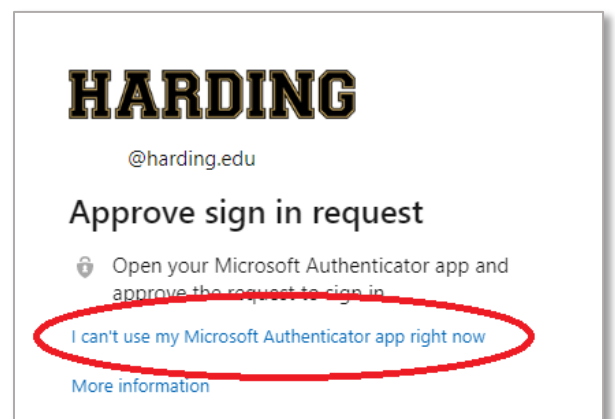 HARDING
@harding.edu
Approve sign in request
Open your Microsoft Authenticator app and
approve the request to sign in
I can't use my Microsoft Authenticator app right now
More information